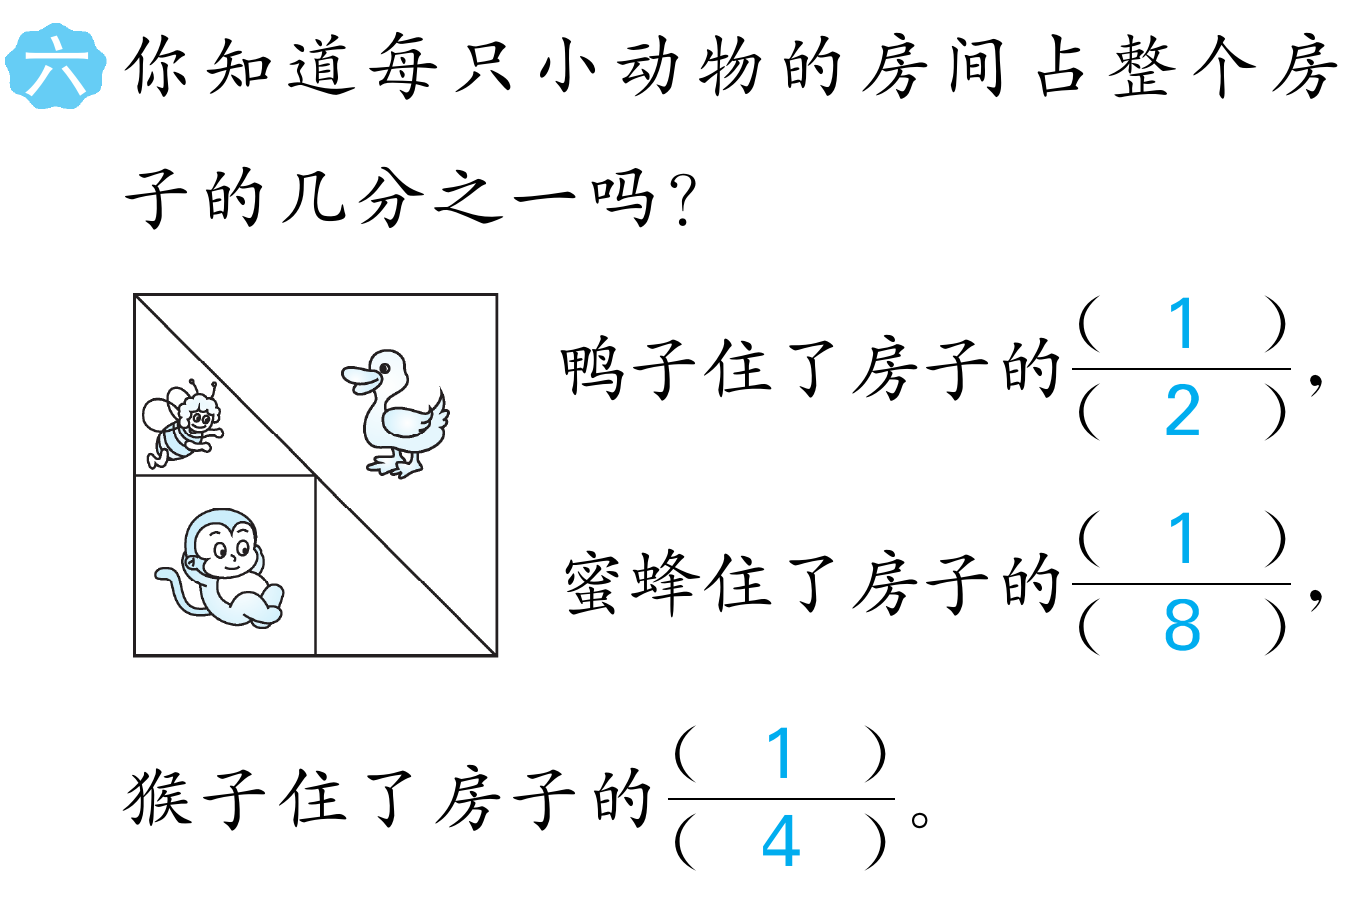 六 你知道每只小动物的房间占整个房
子的几分之一吗？
鸭子住了房子的( 1 )/( 2 )，
蜜蜂住了房子的( 1 )/( 8 )，
猴子住了房子的( 1 )/( 4 )。